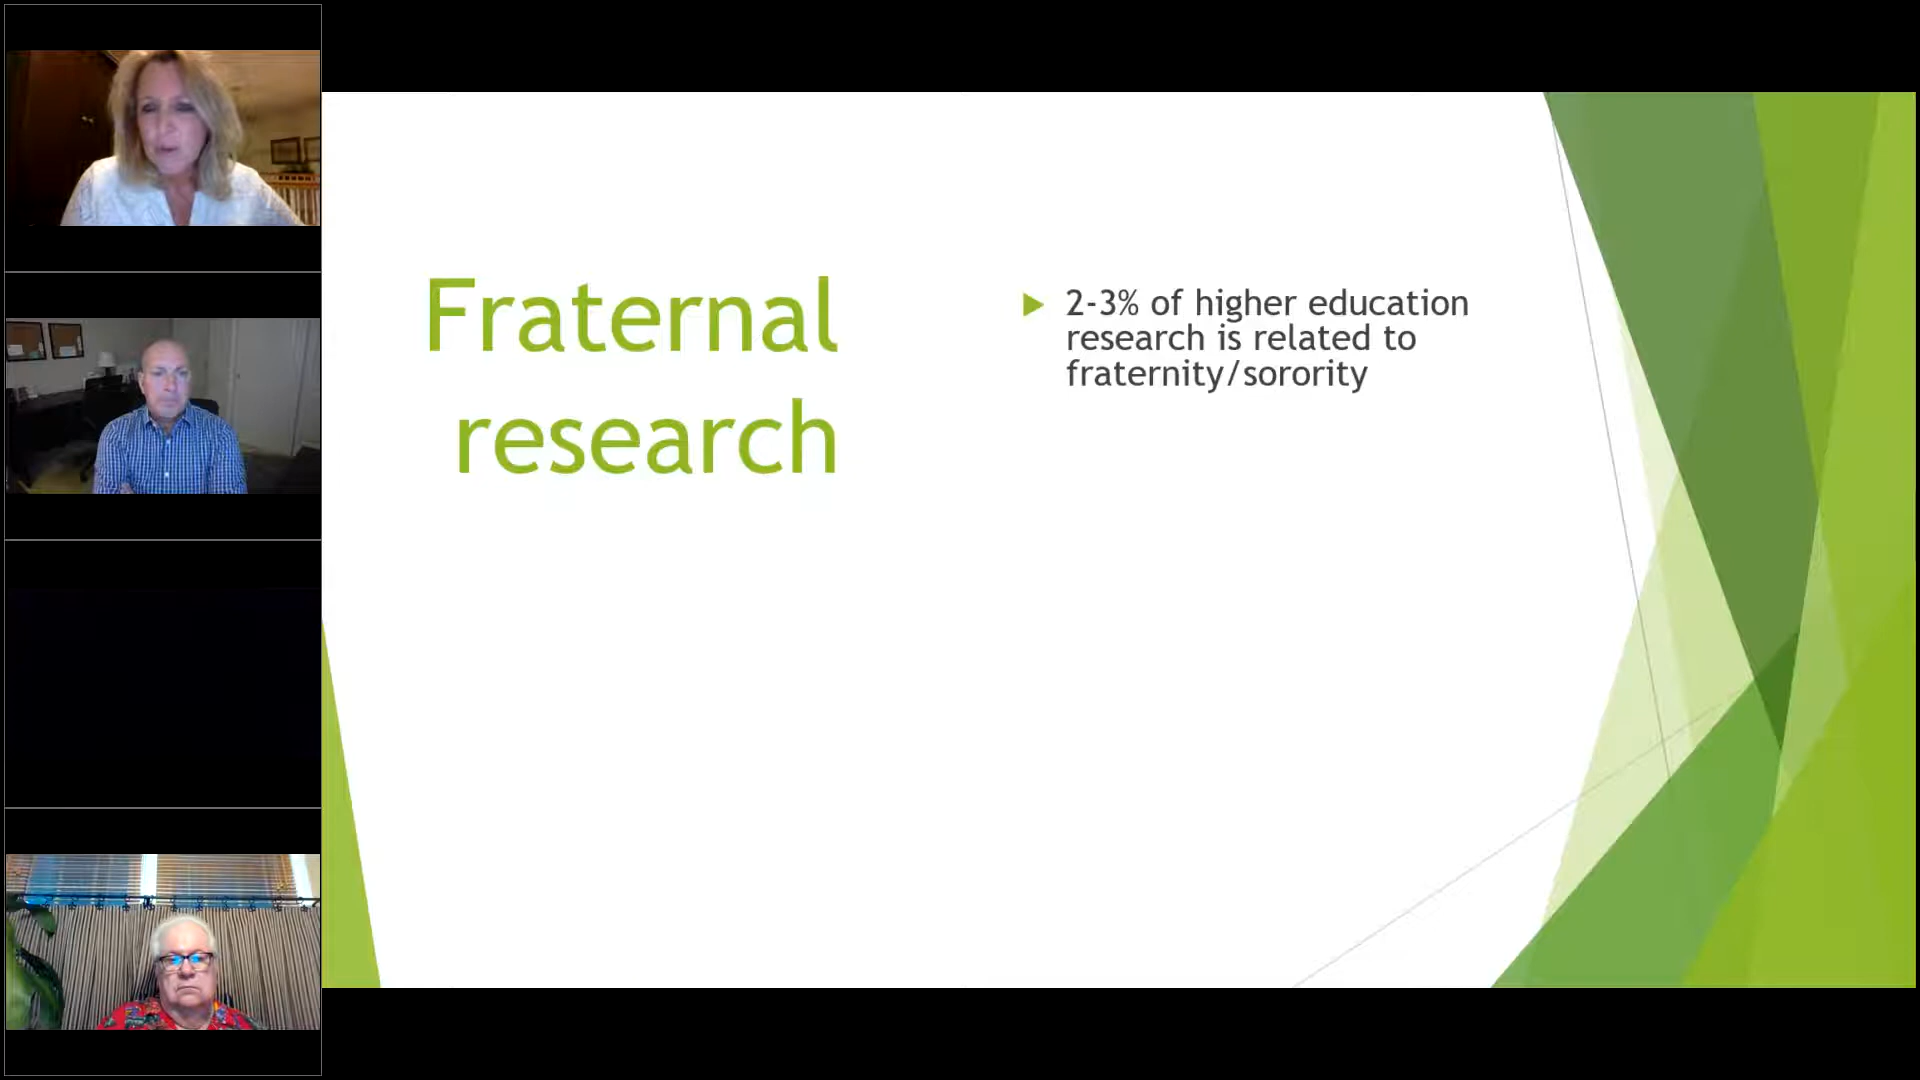 Fraternal
research
2-3% of higher education
research is related to
fraternity/sorority